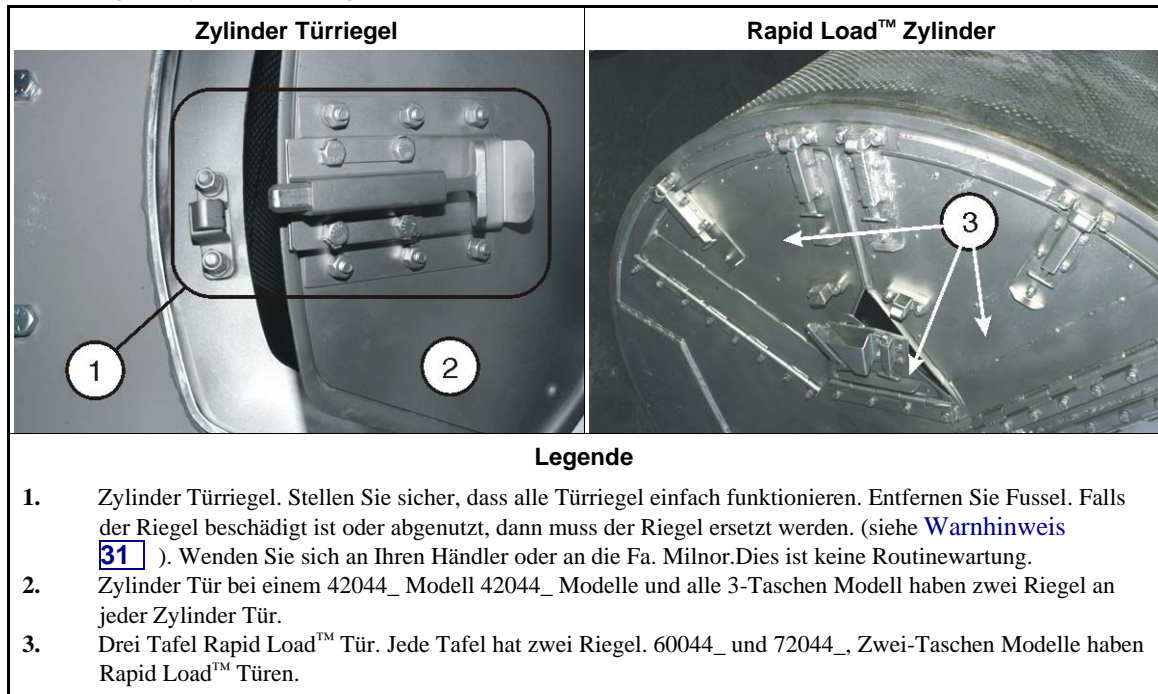 Zylinder Türriegel
Rapid Load™ Zylinder
1
2
3
Legende
1. Zylinder Türriegel. Stellen Sie sicher, dass alle Türriegel einfach funktionieren. Entfernen Sie Fussel. Falls
der Riegel beschädigt ist oder abgenutzt, dann muss der Riegel ersetzt werden. (siehe Warnhinweis
31 ). Wenden Sie sich an Ihren Händler oder an die Fa. Milnor.Dies ist keine Routinewartung.
2. Zylinder Tür bei einem 42044_ Modell 42044_ Modelle und alle 3-Taschen Modell haben zwei Riegel an
jeder Zylinder Tür.
3. Drei Tafel Rapid Load™ Tür. Jede Tafel hat zwei Riegel. 60044_ und 72044_, Zwei-Taschen Modelle haben
Rapid Load™ Türen.